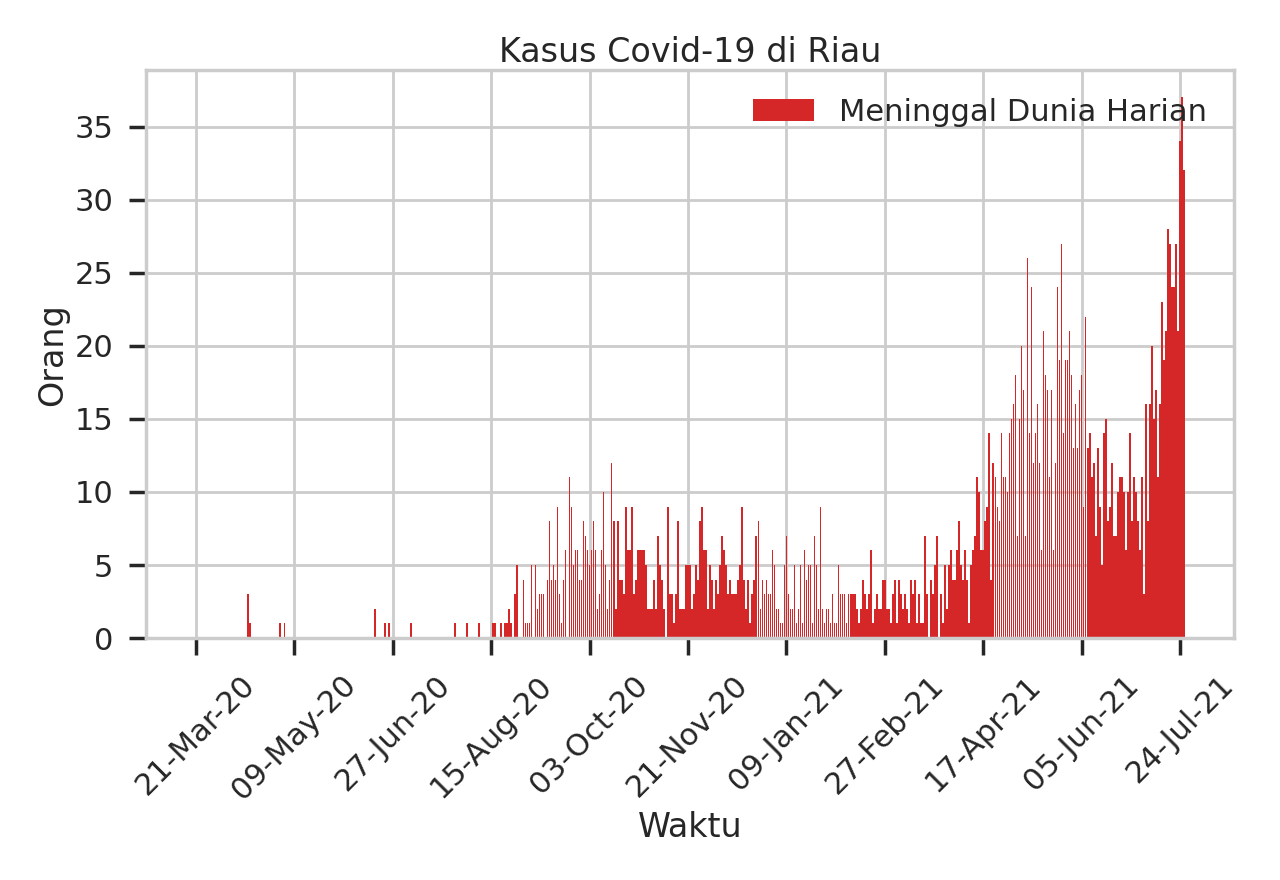 Kasus Covid-19 di Riau
Meninggal Dunia Harian
Orang
35
30
25
20
15
10
5
0
21-Mar-20
09-May-20
27-Jun-20
15-Aug-20
03-Oct-20
21-Nov-20
09-Jan-21
27-Feb-21
17-Apr-21
05-Jun-21
24-Jul-21
Waktu